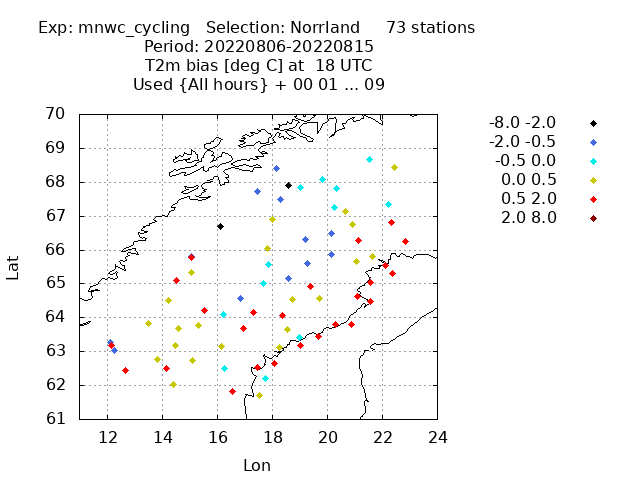 Exp: mnwc_cycling   Selection: Norrland     73 stations
Period: 20220806-20220815
T2m bias [deg C] at  18 UTC
Used {All hours} + 00 01 ... 09
-8.0 -2.0
-2.0 -0.5
-0.5 0.0
0.0 0.5
0.5 2.0
2.0 8.0
70
69
68
67
66
65
64
63
62
61
Lat
12 14 16 18 20 22 24
Lon